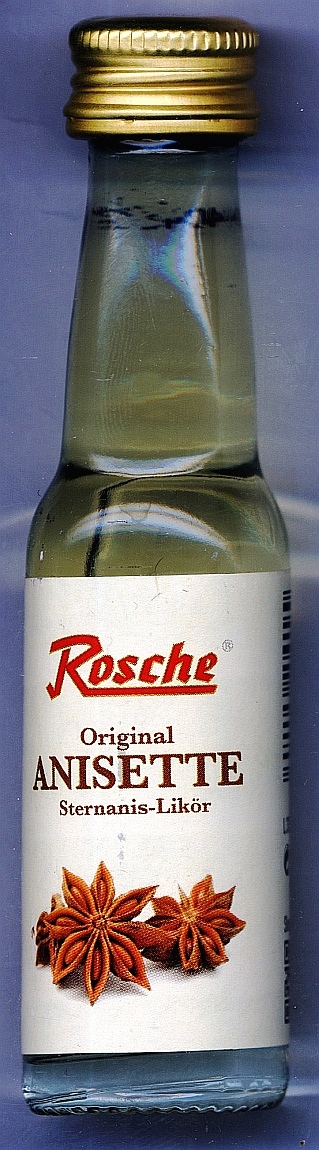 Rosche®
Original
ANISETTE
Sternanis-Likör